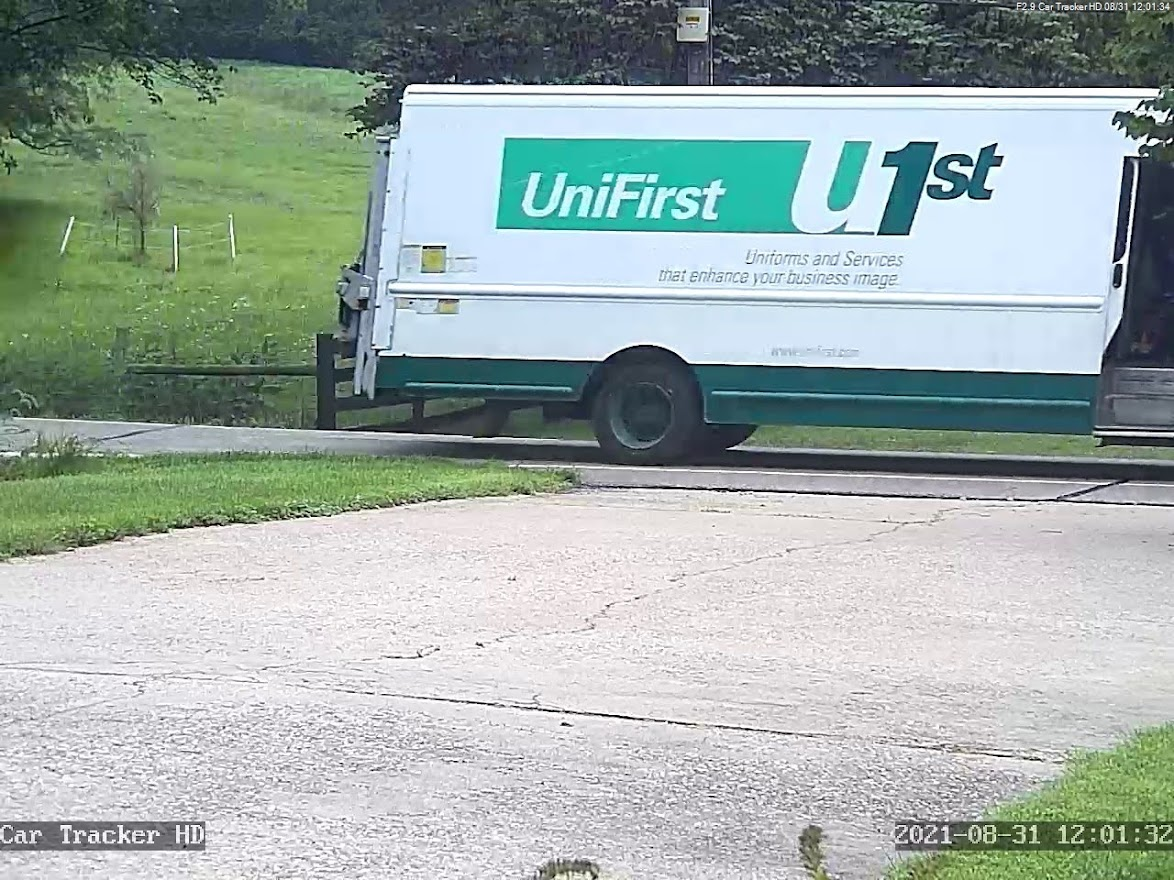 F2.9 Car Tracker HD 08/31 12:01:34
UniFirst U1st
Uniforms and Services
that enhance your business image.
www.unifirst.com
Car Tracker HD
2021-08-31 12:01:32